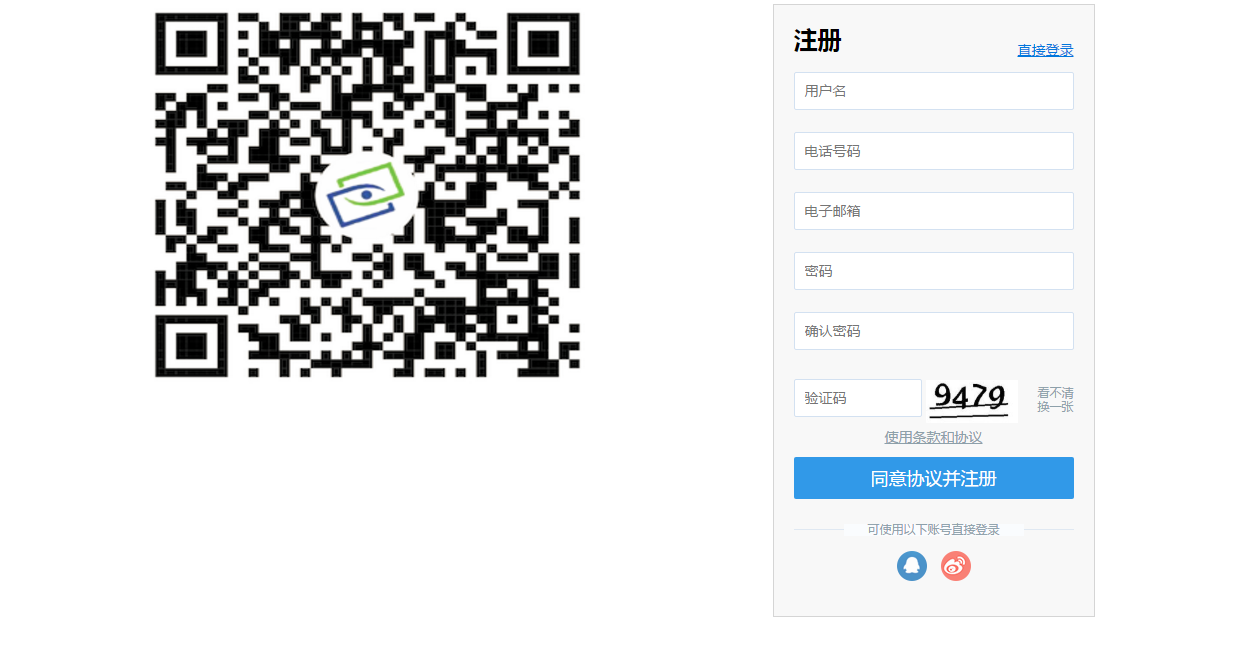 注册
直接登录
用户名
电话号码
电子邮箱
密码
确认密码
验证码
9479
看不清
换一张
使用条款和协议
同意协议并注册
可使用以下账号直接登录